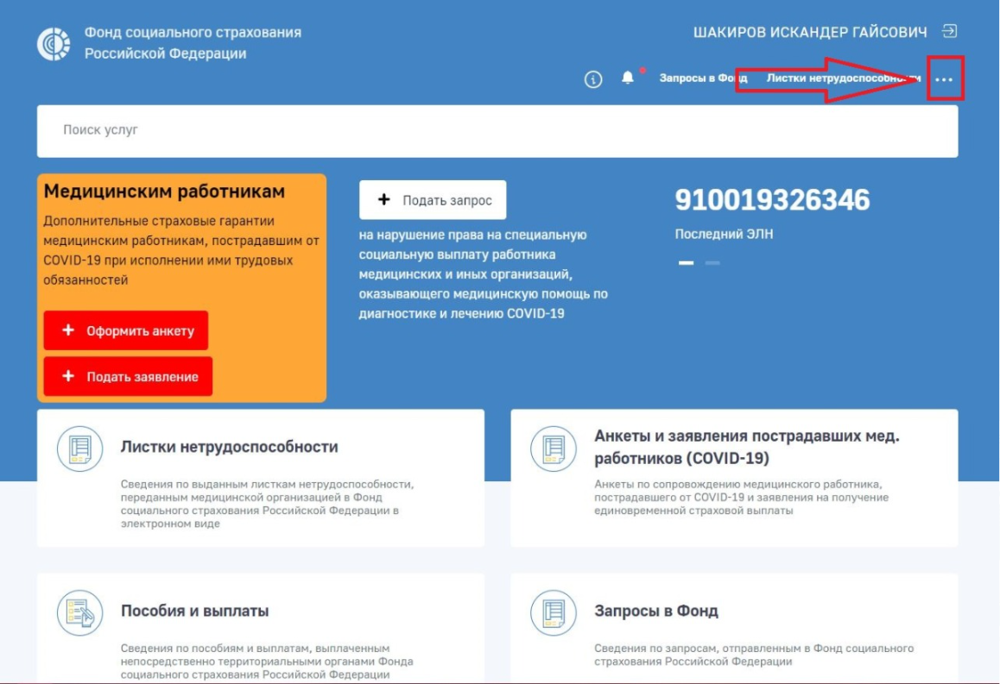 Фонд социального страхования
Российской Федерации
ШАКИРОВ ИСКАНДЕР ГАЙСОВИЧ
Запросы в Фонд Листки нетрудоспособности ...
Поиск услуг
Медицинским работникам
Дополнительные страховые гарантии
медицинским работникам, пострадавшим от
COVID-19 при исполнении ими трудовых
обязанностей
+ Оформить анкету
+ Подать заявление
+ Подать запрос
на нарушение права на специальную
социальную выплату работника
медицинских и иных организаций,
оказывающего медицинскую помощь по
диагностике и лечению COVID-19
910019326346
Последний ЭЛН
Листки нетрудоспособности
Сведения по выданным листкам нетрудоспособности,
переданным медицинской организацией в Фонд
социального страхования Российской Федерации в
электронном виде
Анкеты и заявления пострадавших мед.
работников (COVID-19)
Анкеты по сопровождению медицинского работника,
пострадавшего от COVID-19 и заявления на получение
единовременной страховой выплаты
Пособия и выплаты
Сведения по пособиям и выплатам, выплаченным
непосредственно территориальными органами Фонда
социального страхования Российской Федерации
Запросы в Фонд
Сведения по запросам, отправленным в Фонд социального
страхования Российской Федерации